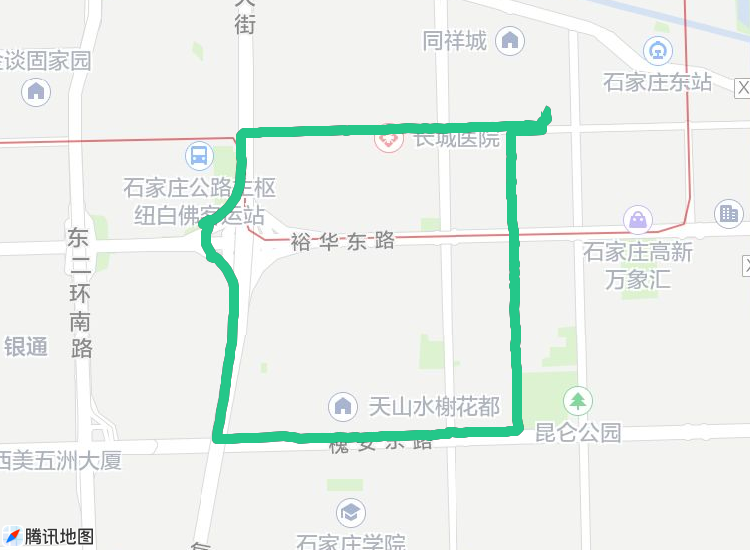 街
同祥城
谈固家园
石家庄东站
长城医院
石家庄公路主枢
纽白佛客运站
东二环南路
裕华东路
石家庄高新
万象汇
银通
天山水榭花都
昆仑公园
槐安东路
西美五洲大厦
石家庄学院
腾讯地图